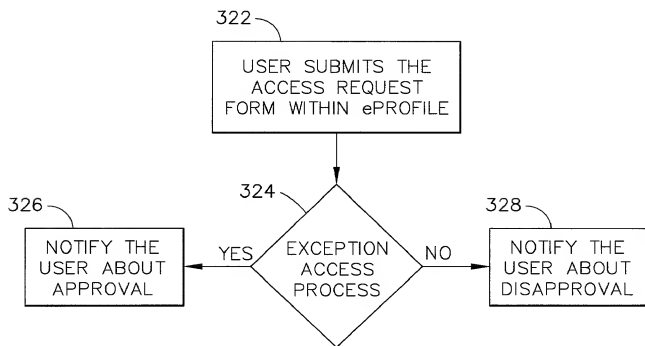 322
USER SUBMITS THE
ACCESS REQUEST
FORM WITHIN ePROFILE
324
326
328
NOTIFY THE
USER ABOUT
APPROVAL
YES
EXCEPTION
ACCESS
PROCESS
NO
NOTIFY THE
USER ABOUT
DISAPPROVAL